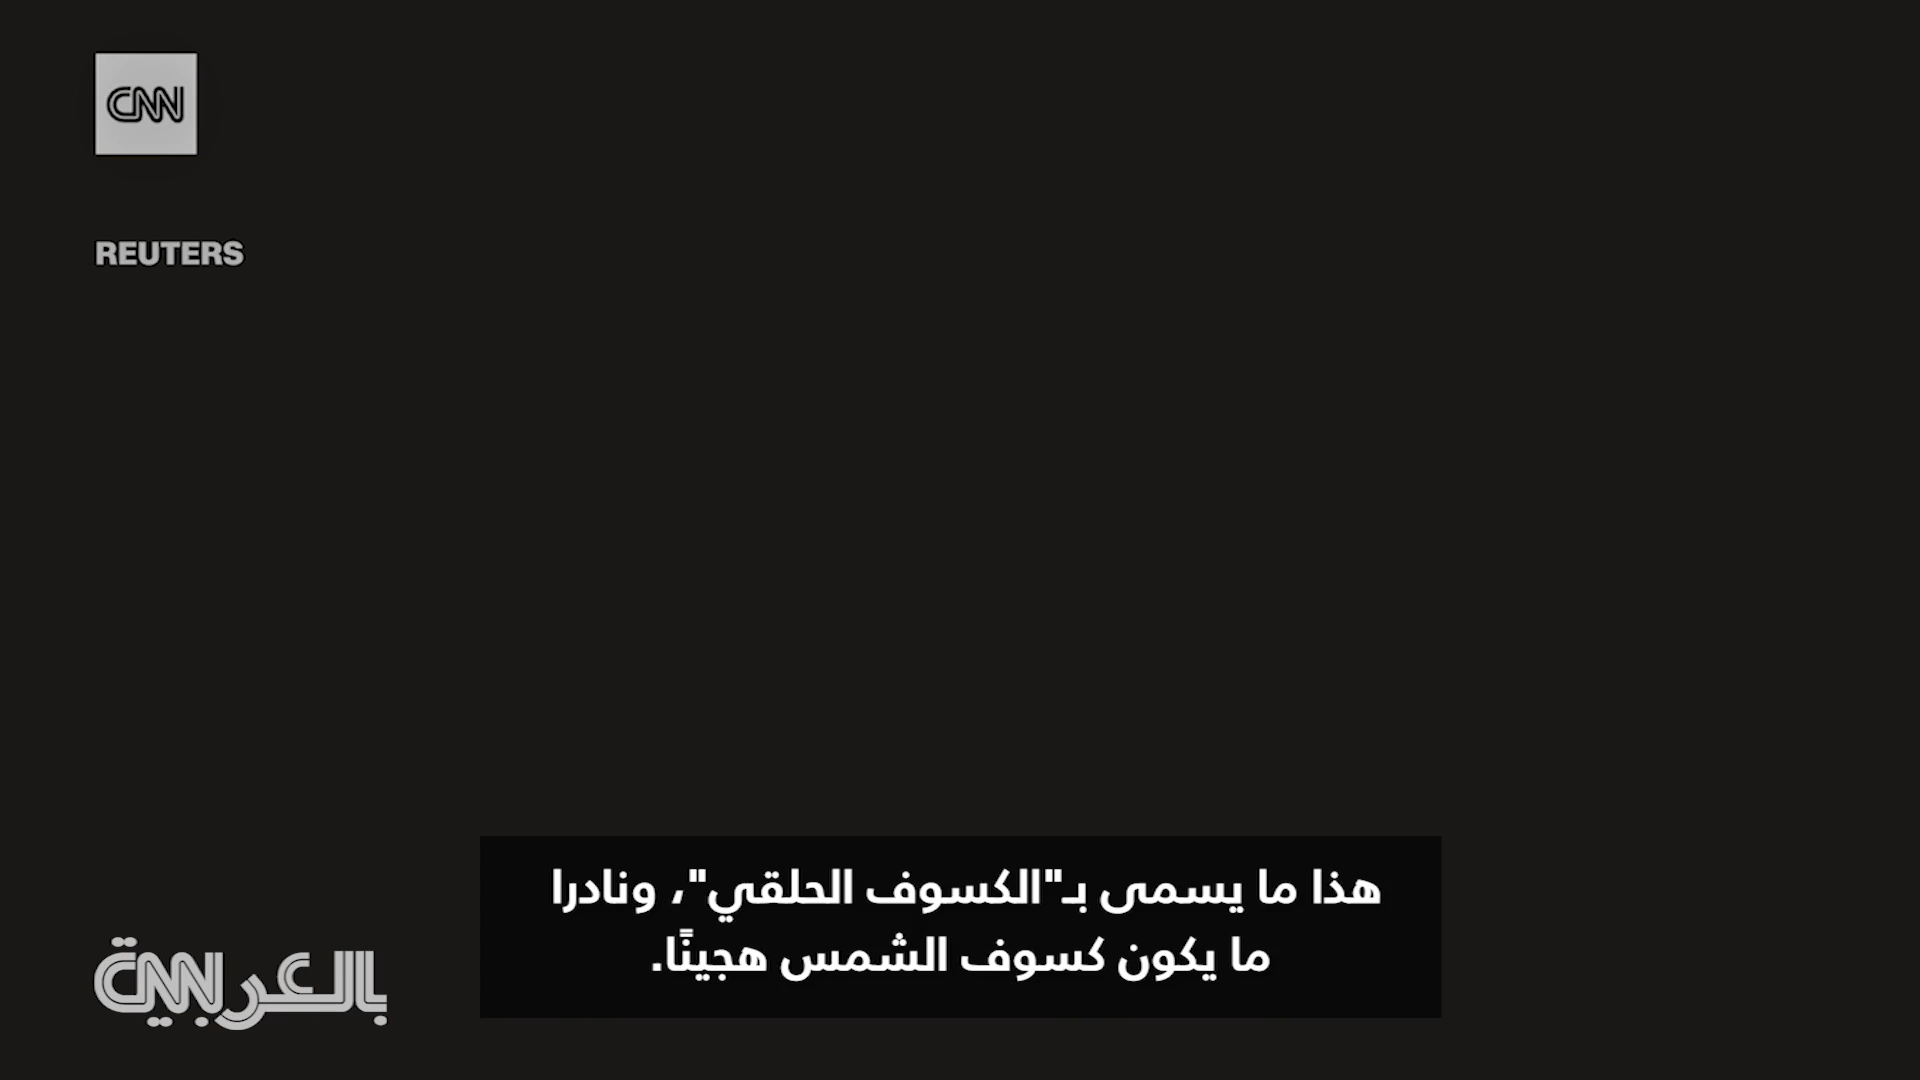 CNN
REUTERS
هذا ما يسمى بـ"الكسوف الحلقي"، ونادرا
ما يكون كسوف الشمس هجينًا.
CNN بالعربية